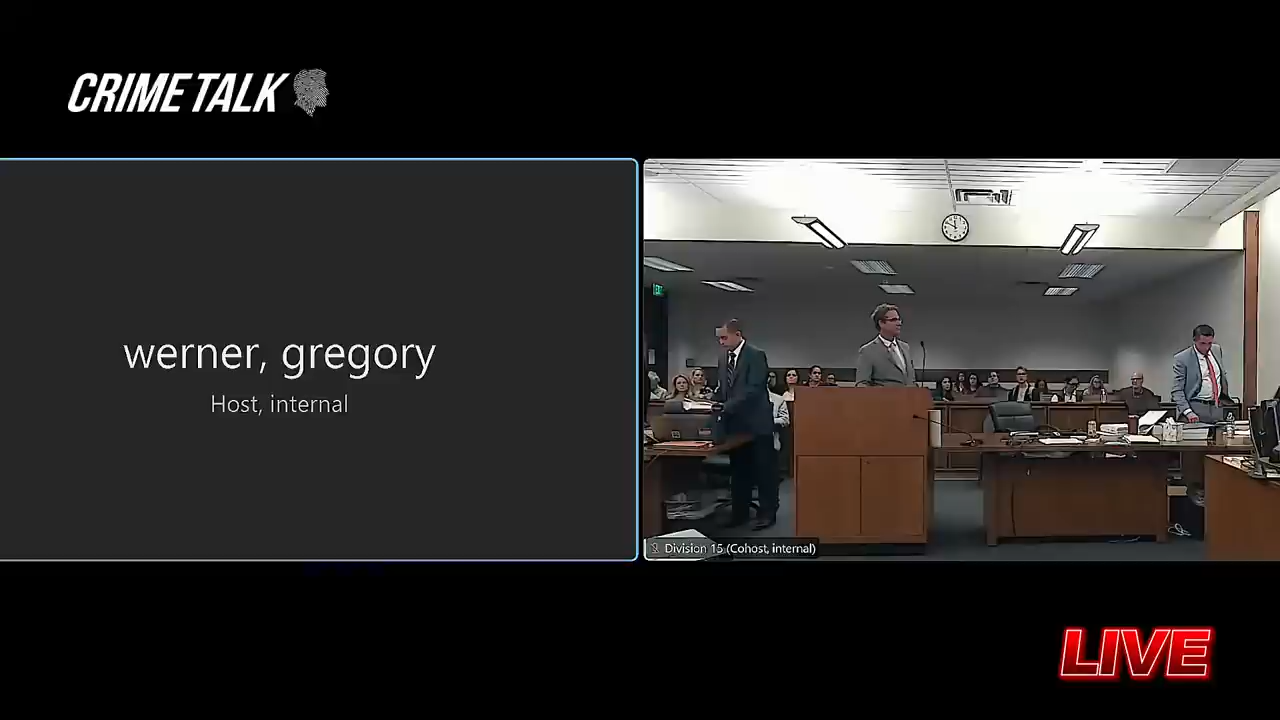 CRIME TALK
werner, gregory
Host, internal
Division 15 (Cohost, internal)
LIVE